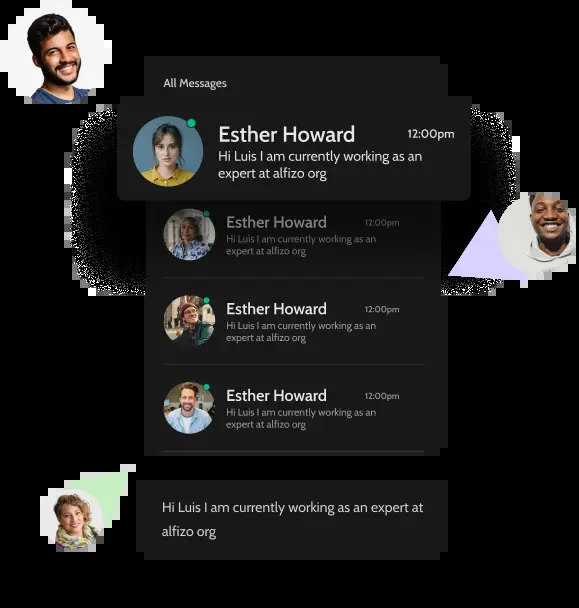 All Messages
Esther Howard 12:00pm
Hi Luis I am currently working as an
expert at alfizo org
Esther Howard 12:00pm
Hi Luis I am currently working as an
expert at alfizo org
Esther Howard 12:00pm
Hi Luis I am currently working as an
expert at alfizo org
Esther Howard 12:00pm
Hi Luis I am currently working as an
expert at alfizo org
Hi Luis I am currently working as an expert at
alfizo org